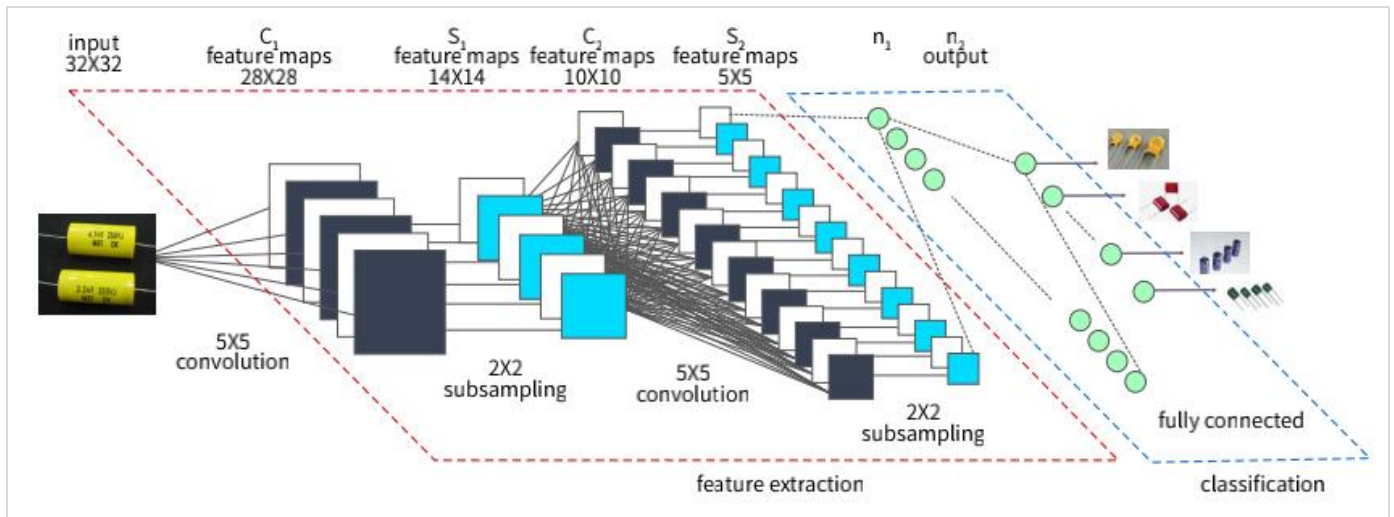 input
32X32
C1
feature maps
28X28
S1
feature maps
14X14
C2
feature maps
10X10
S2
feature maps
5X5
n1
n2
output
5X5
convolution
2X2
subsampling
5X5
convolution
2X2
subsampling
fully connected
feature extraction
classification